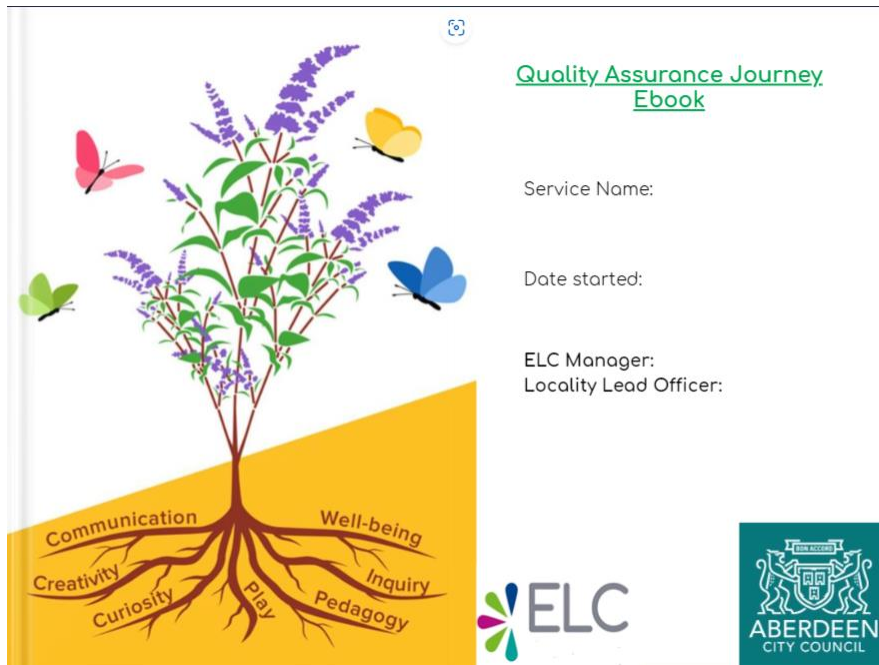 Quality Assurance Journey
Ebook
Service Name:
Date started:
ELC Manager:
Locality Lead Officer:
Communication
Well-being
Creativity
Inquiry
Curiosity
Play
Pedagogy
ELC
BON ACCORD
ABERDEEN
CITY COUNCIL